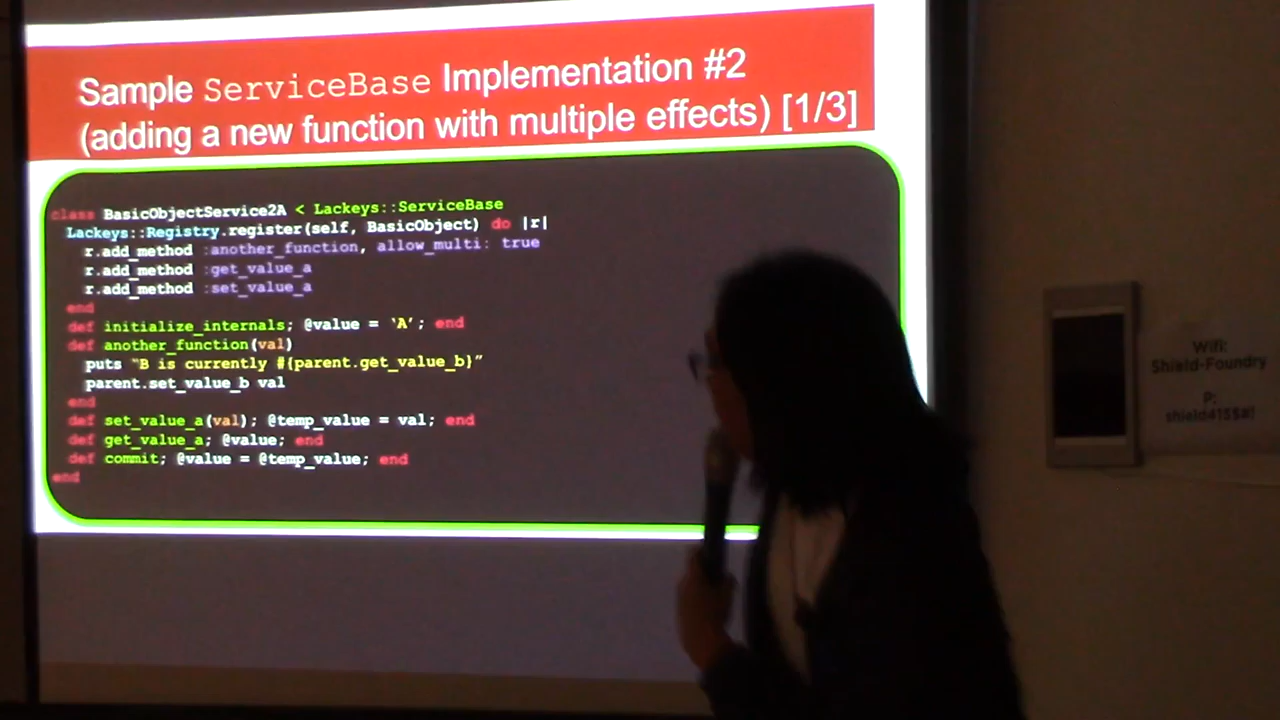 Sample ServiceBase Implementation #2
(adding a new function with multiple effects) [1/3]
class BasicObjectService2A < Lackeys::ServiceBase
Lackeys::Registry.register(self, BasicObject) do |r|
r.add_method :another_function, allow_multi: true
r.add_method :get_value_a
r.add_method :set_value_a
end
def initialize_internals; @value = ‘A’; end
def another_function(val)
puts “B is currently #{parent.get_value_b}”
parent.set_value_b val
end
def set_value_a(val); @temp_value = val; end
def get_value_a; @value; end
def commit; @value = @temp_value; end
end
Wifi:
Shield-Foundry
P: